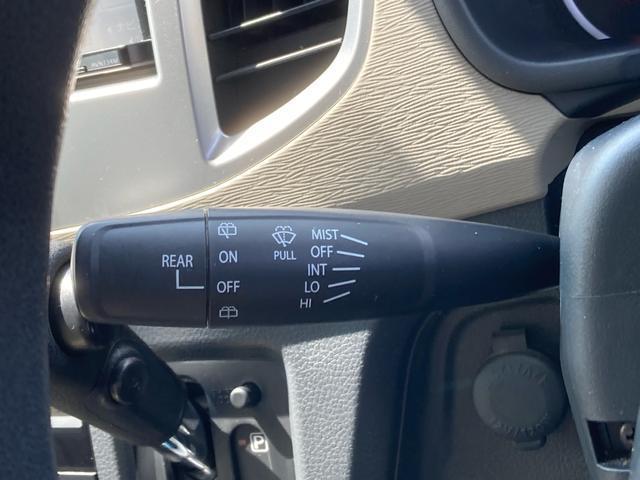 REAR
ON
OFF
PULL
MIST
OFF
INT
LO
HI
P